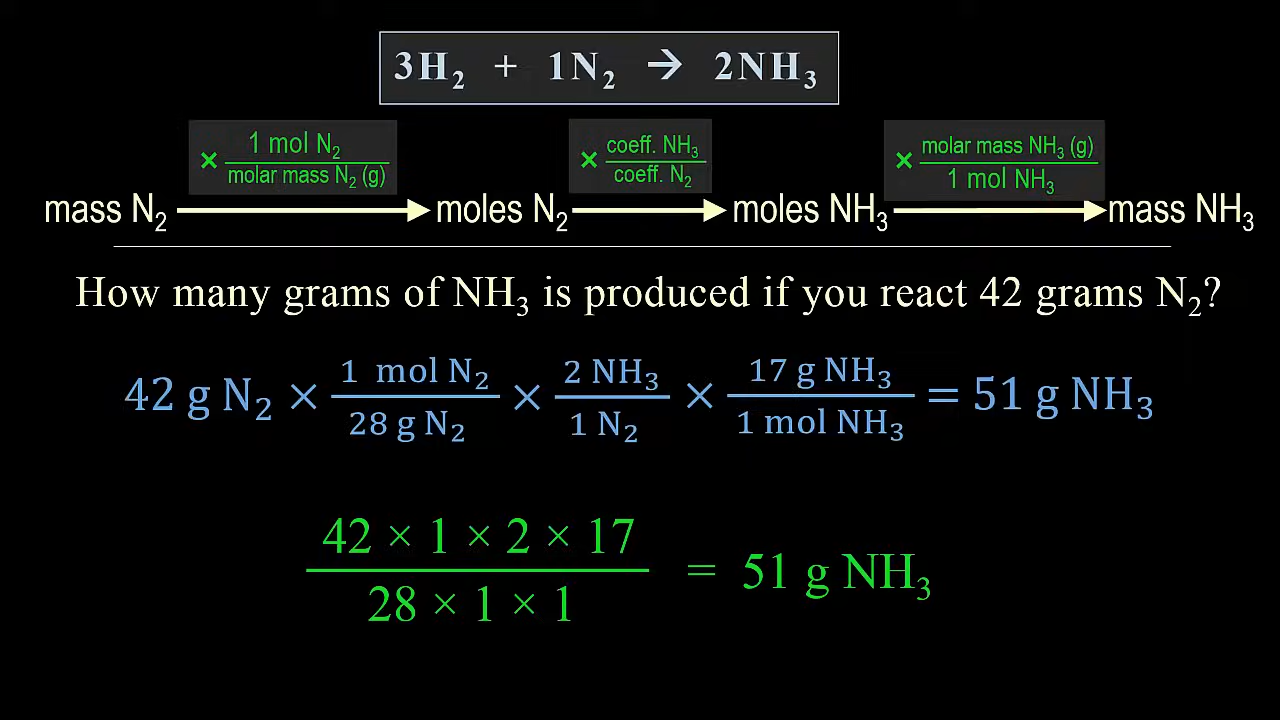 3H₂ + 1N₂ → 2NH₃
× 1 mol N₂ / molar mass N₂ (g)
× coeff. NH₃ / coeff. N₂
× molar mass NH₃ (g) / 1 mol NH₃
mass N₂ → moles N₂ → moles NH₃ → mass NH₃
How many grams of NH₃ is produced if you react 42 grams N₂?
42 g N₂ × 1 mol N₂ / 28 g N₂ × 2 NH₃ / 1 N₂ × 17 g NH₃ / 1 mol NH₃ = 51 g NH₃
42 × 1 × 2 × 17 / 28 × 1 × 1 = 51 g NH₃